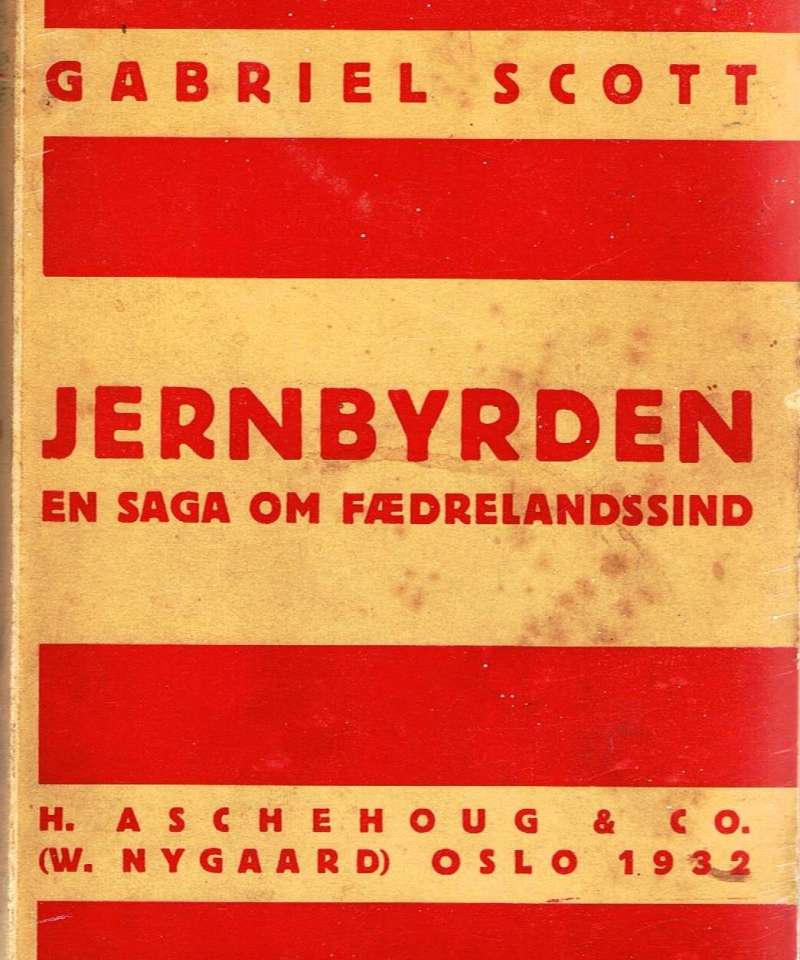 GABRIEL SCOTT
JERNBYRDEN
EN SAGA OM FÆDRELANDSSIND
H. ASCHEHOUG & CO.
(W. NYGAARD) OSLO 1932